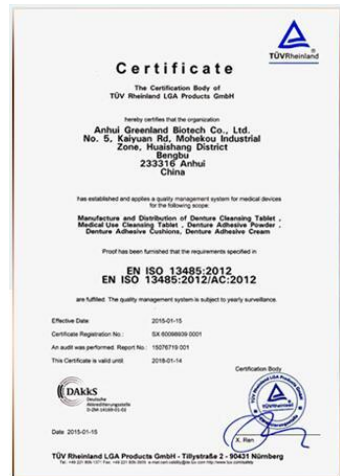 TÜVRheinland
Certificate
The Certification Body of
TÜV Rheinland LGA Products GmbH
hereby certifies that the organization
Anhui Greenland Biotech Co., Ltd.
No. 5, Kaiyuan Rd, Mohekou Industrial
Zone, Huaishang District
Bengbu
233316 Anhui
China
has established and applies a quality management system for medical devices
for the following scope:
Manufacture and Distribution of Denture Cleansing Tablet ,
Medical Use Cleansing Tablet , Denture Adhesive Powder ,
Denture Adhesive Cushions, Denture Adhesive Cream
Proof has been furnished that the requirements specified in
EN ISO 13485:2012
EN ISO 13485:2012/AC:2012
are fulfilled. The quality management system is subject to yearly surveillance.
Effective Date: 2015-01-15
Certificate Registration No.: SX 60098939 0001
An audit was performed. Report No.: 15076719 001
This Certificate is valid until: 2018-01-14
Certification Body
DAkkS
Deutsche
Akkreditierungsstelle
TÜVRheinland
Date 2015-01-15
X. Ren
TÜV Rheinland LGA Products GmbH - Tillystraße 2 - 90431 Nürnberg